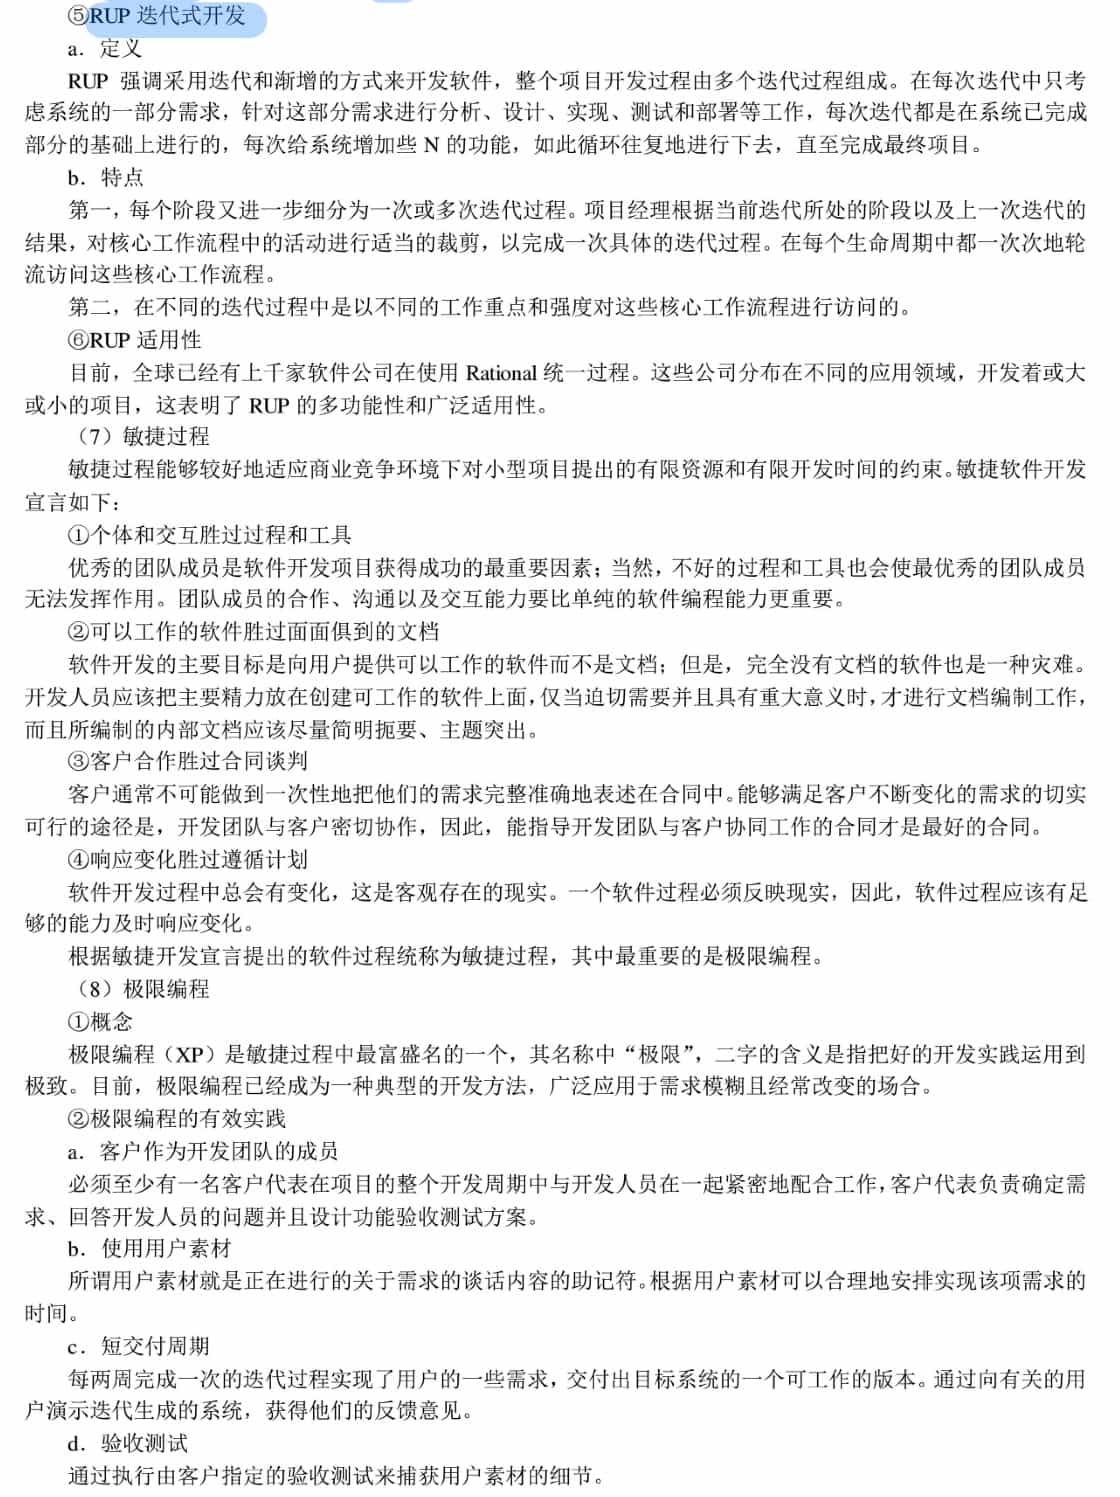 ⑤RUP 迭代式开发
a．定义
RUP 强调采用迭代和渐增的方式来开发软件，整个项目开发过程由多个迭代过程组成。在每次迭代中只考
虑系统的一部分需求，针对这部分需求进行分析、设计、实现、测试和部署等工作，每次迭代都是在系统已完成
部分的基础上进行的，每次给系统增加些 N 的功能，如此循环往复地进行下去，直至完成最终项目。
b．特点
第一，每个阶段又进一步细分为一次或多次迭代过程。项目经理根据当前迭代所处的阶段以及上一次迭代的
结果，对核心工作流程中的活动进行适当的裁剪，以完成一次具体的迭代过程。在每个生命周期中都一次次地轮
流访问这些核心工作流程。
第二，在不同的迭代过程中是以不同的工作重点和强度对这些核心工作流程进行访问的。
⑥RUP 适用性
目前，全球已经有上千家软件公司在使用 Rational 统一过程。这些公司分布在不同的应用领域，开发着或大
或小的项目，这表明了 RUP 的多功能性和广泛适用性。
（7）敏捷过程
敏捷过程能够较好地适应商业竞争环境下对小型项目提出的有限资源和有限开发时间的约束。敏捷软件开发
宣言如下：
①个体和交互胜过过程和工具
优秀的团队成员是软件开发项目获得成功的最重要因素；当然，不好的过程和工具也会使最优秀的团队成员
无法发挥作用。团队成员的合作、沟通以及交互能力要比单纯的软件编程能力更重要。
②可以工作的软件胜过面面俱到的文档
软件开发的主要目标是向用户提供可以工作的软件而不是文档；但是，完全没有文档的软件也是一种灾难。
开发人员应该把主要精力放在创建可工作的软件上面，仅当迫切需要并且具有重大意义时，才进行文档编制工作，
而且所编制的内部文档应该尽量简明扼要、主题突出。
③客户合作胜过合同谈判
客户通常不可能做到一次性地把他们的需求完整准确地表述在合同中。能够满足客户不断变化的需求的切实
可行的途径是，开发团队与客户密切协作，因此，能指导开发团队与客户协同工作的合同才是最好的合同。
④响应变化胜过遵循计划
软件开发过程中总会有变化，这是客观存在的现实。一个软件过程必须反映现实，因此，软件过程应该有足
够的能力及时响应变化。
根据敏捷开发宣言提出的软件过程统称为敏捷过程，其中最重要的是极限编程。
（8）极限编程
①概念
极限编程（XP）是敏捷过程中最富盛名的一个，其名称中“极限”，二字的含义是指把好的开发实践运用到
极致。目前，极限编程已经成为一种典型的开发方法，广泛应用于需求模糊且经常改变的场合。
②极限编程的有效实践
a．客户作为开发团队的成员
必须至少有一名客户代表在项目的整个开发周期中与开发人员在一起紧密地配合工作，客户代表负责确定需
求、回答开发人员的问题并且设计功能验收测试方案。
b．使用用户素材
所谓用户素材就是正在进行的关于需求的谈话内容的助记符。根据用户素材可以合理地安排实现该项需求的
时间。
c．短交付周期
每两周完成一次的迭代过程实现了用户的一些需求，交付出目标系统的一个可工作的版本。通过向有关的用
户演示迭代生成的系统，获得他们的反馈意见。
d．验收测试
通过执行由客户指定的验收测试来捕获用户素材的细节。